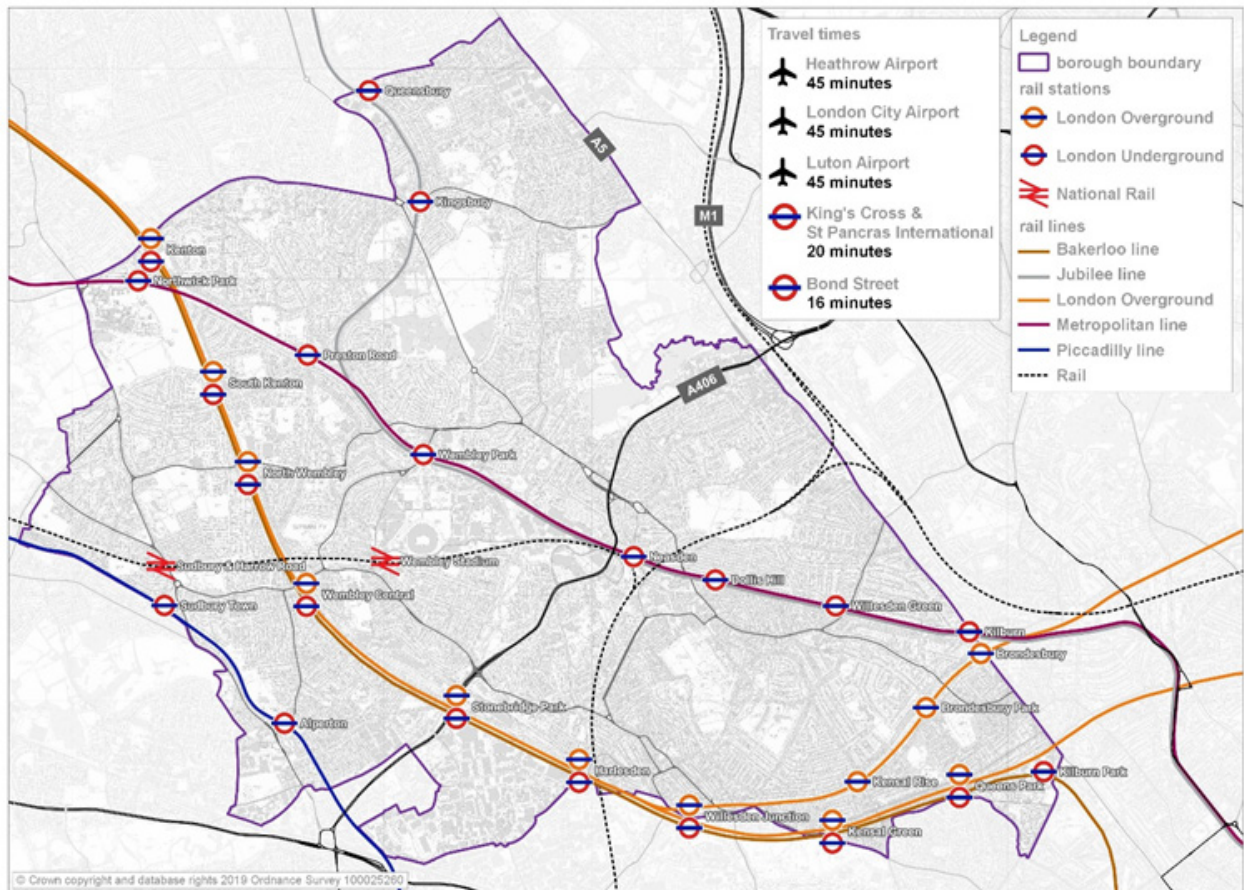 Travel times
Heathrow Airport
45 minutes
London City Airport
45 minutes
Luton Airport
45 minutes
King's Cross &
St Pancras International
20 minutes
Bond Street
16 minutes
Legend
borough boundary
rail stations
London Overground
London Underground
National Rail
rail lines
Bakerloo line
Jubilee line
London Overground
Metropolitan line
Piccadilly line
Rail
Queensbury
A5
Kingsbury
M1
Kenton
Northwick Park
Preston Road
South Kenton
A406
Wembley Park
North Wembley
Sudbury & Harrow Road
Wembley Stadium
Neasden
Dollis Hill
Sudbury Town
Wembley Central
Willesden Green
Kilburn
Brondesbury
Stonebridge Park
Brondesbury Park
Alperton
Harlesden
Kensal Rise
Queens Park
Kilburn Park
Willesden Junction
Kensal Green
© Crown copyright and database rights 2019 Ordnance Survey 100025260